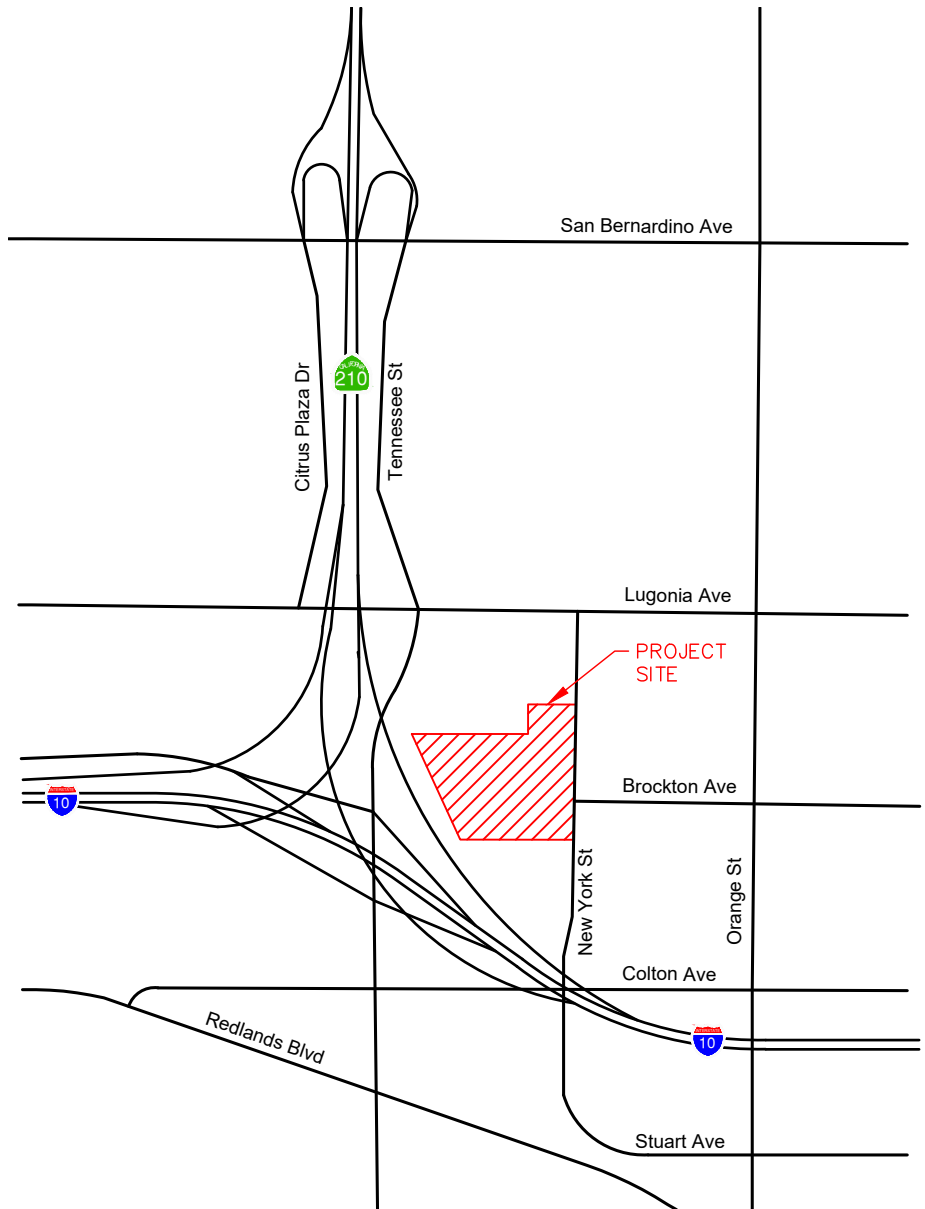 San Bernardino Ave
Citrus Plaza Dr
210
Tennessee St
Lugonia Ave
PROJECT
SITE
10
Brockton Ave
New York St
Orange St
Colton Ave
Redlands Blvd
10
Stuart Ave